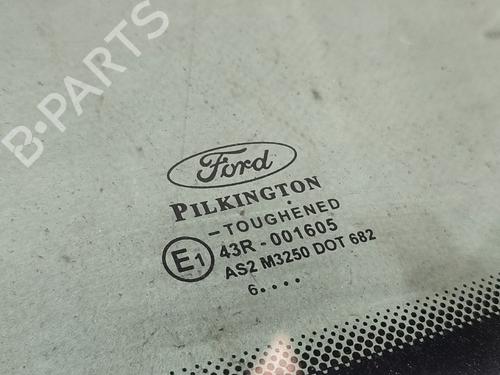 B-PARTS
Ford
PILKINGTON
TOUGHENED
E1
43R - 001605
AS2 M3250 DOT 682
6....